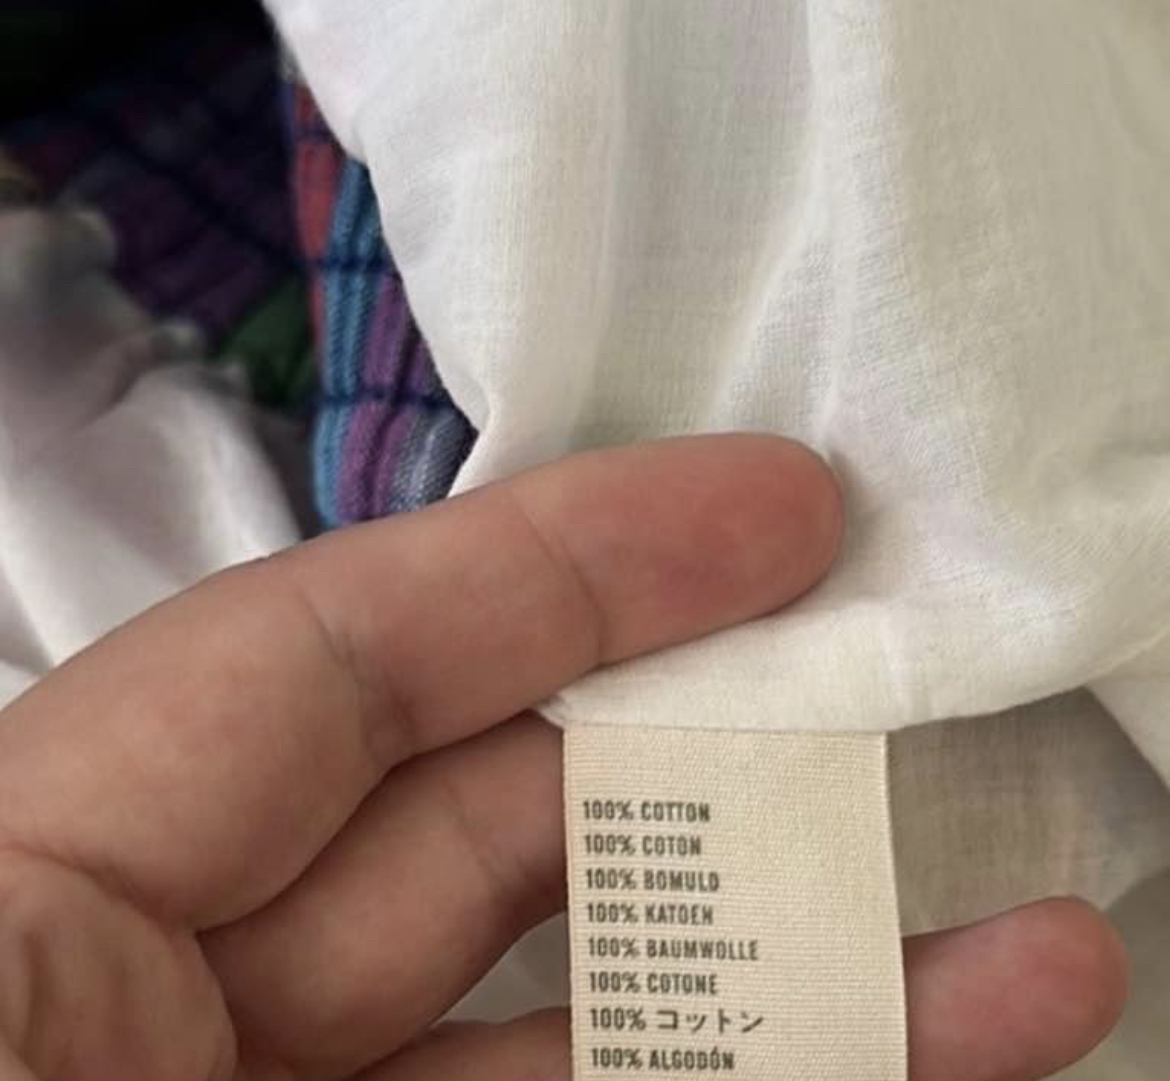 100% COTTON
100% COTON
100% BOMULD
100% KATOEN
100% BAUMWOLLE
100% COTONE
100% コットン
100% ALGODÓN